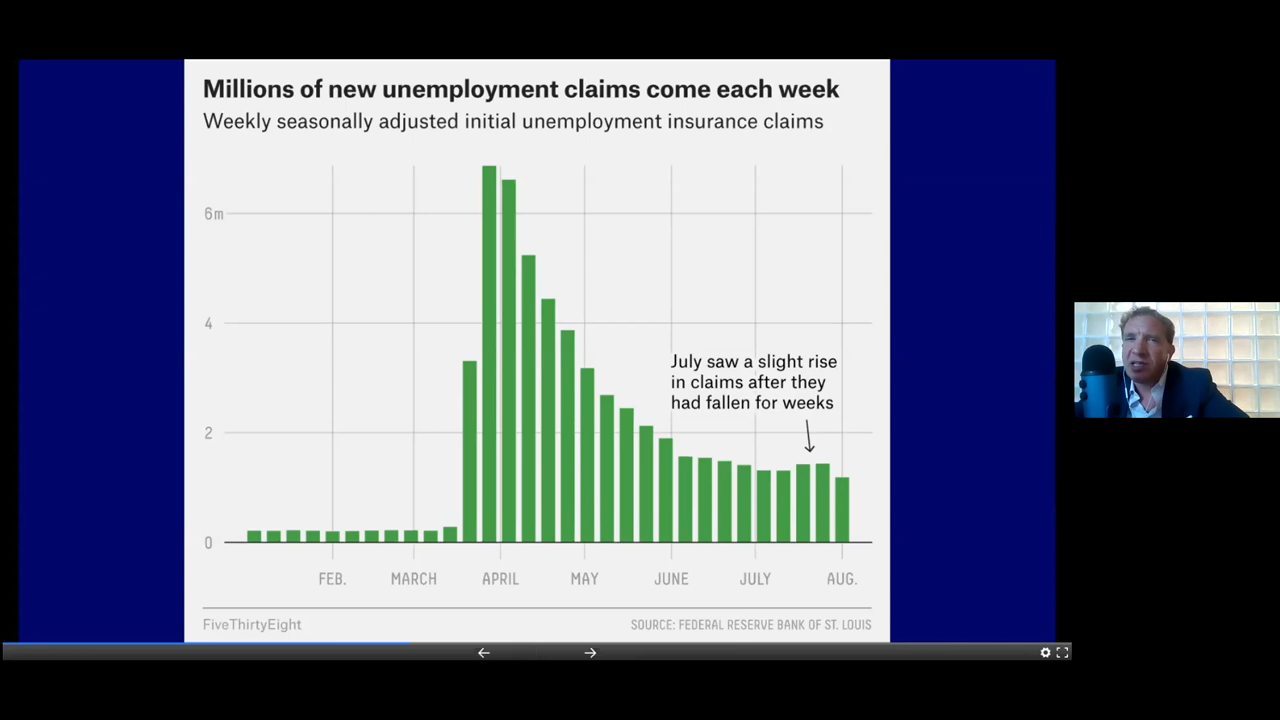 Millions of new unemployment claims come each week
Weekly seasonally adjusted initial unemployment insurance claims
6m
4
2
0
July saw a slight rise
in claims after they
had fallen for weeks
FEB. MARCH APRIL MAY JUNE JULY AUG.
FiveThirtyEight SOURCE: FEDERAL RESERVE BANK OF ST. LOUIS